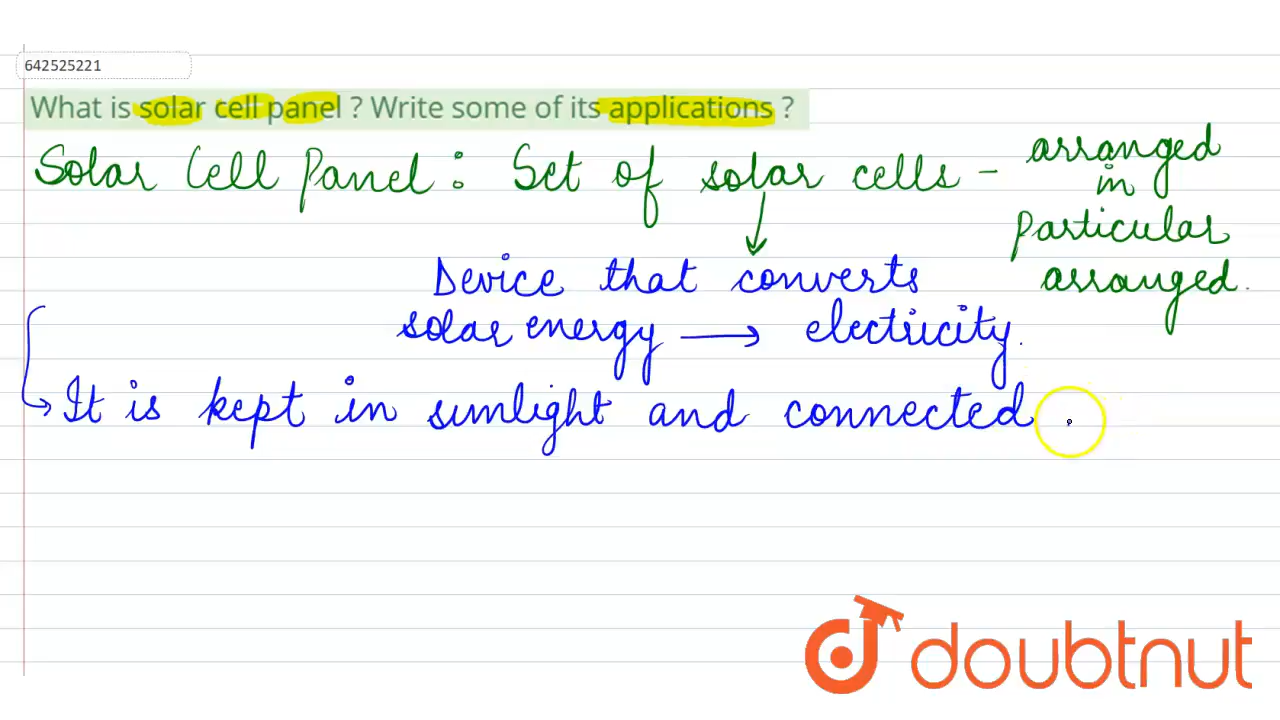 642525221
What is solar cell panel ? Write some of its applications ?
Solar Cell Panel : Set of solar cells - arranged
in
particular
arranged.
Device that converts
solar energy → electricity.
→ It is kept in sunlight and connected
doubtnut